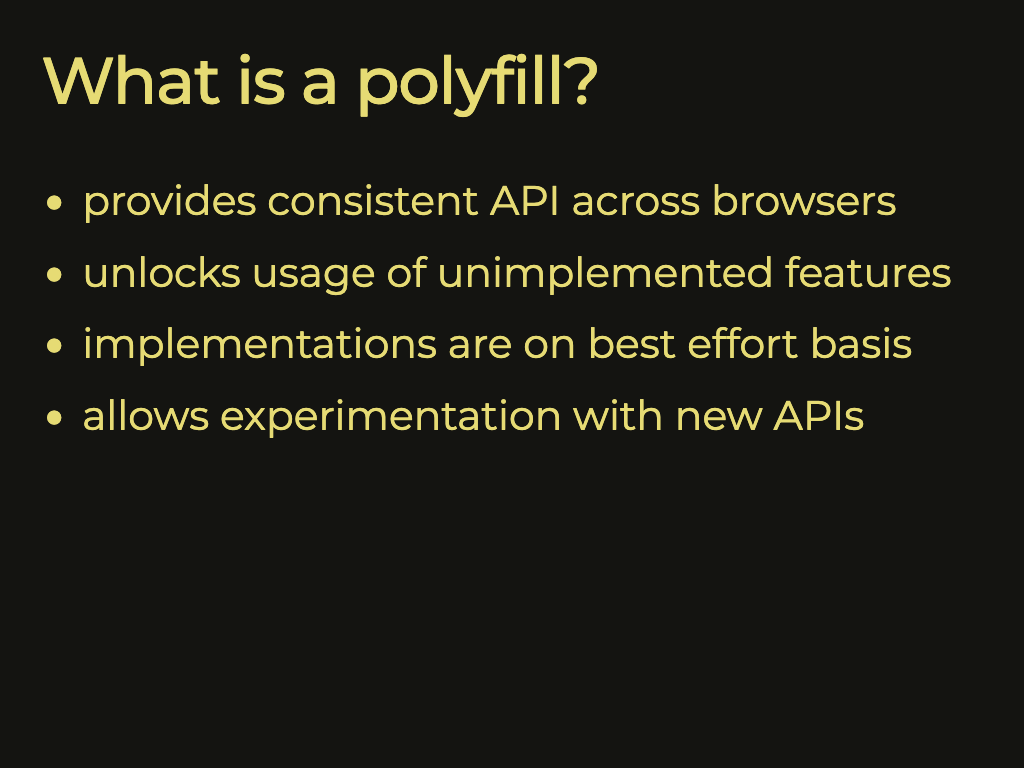 What is a polyfill?
• provides consistent API across browsers
• unlocks usage of unimplemented features
• implementations are on best effort basis
• allows experimentation with new APIs